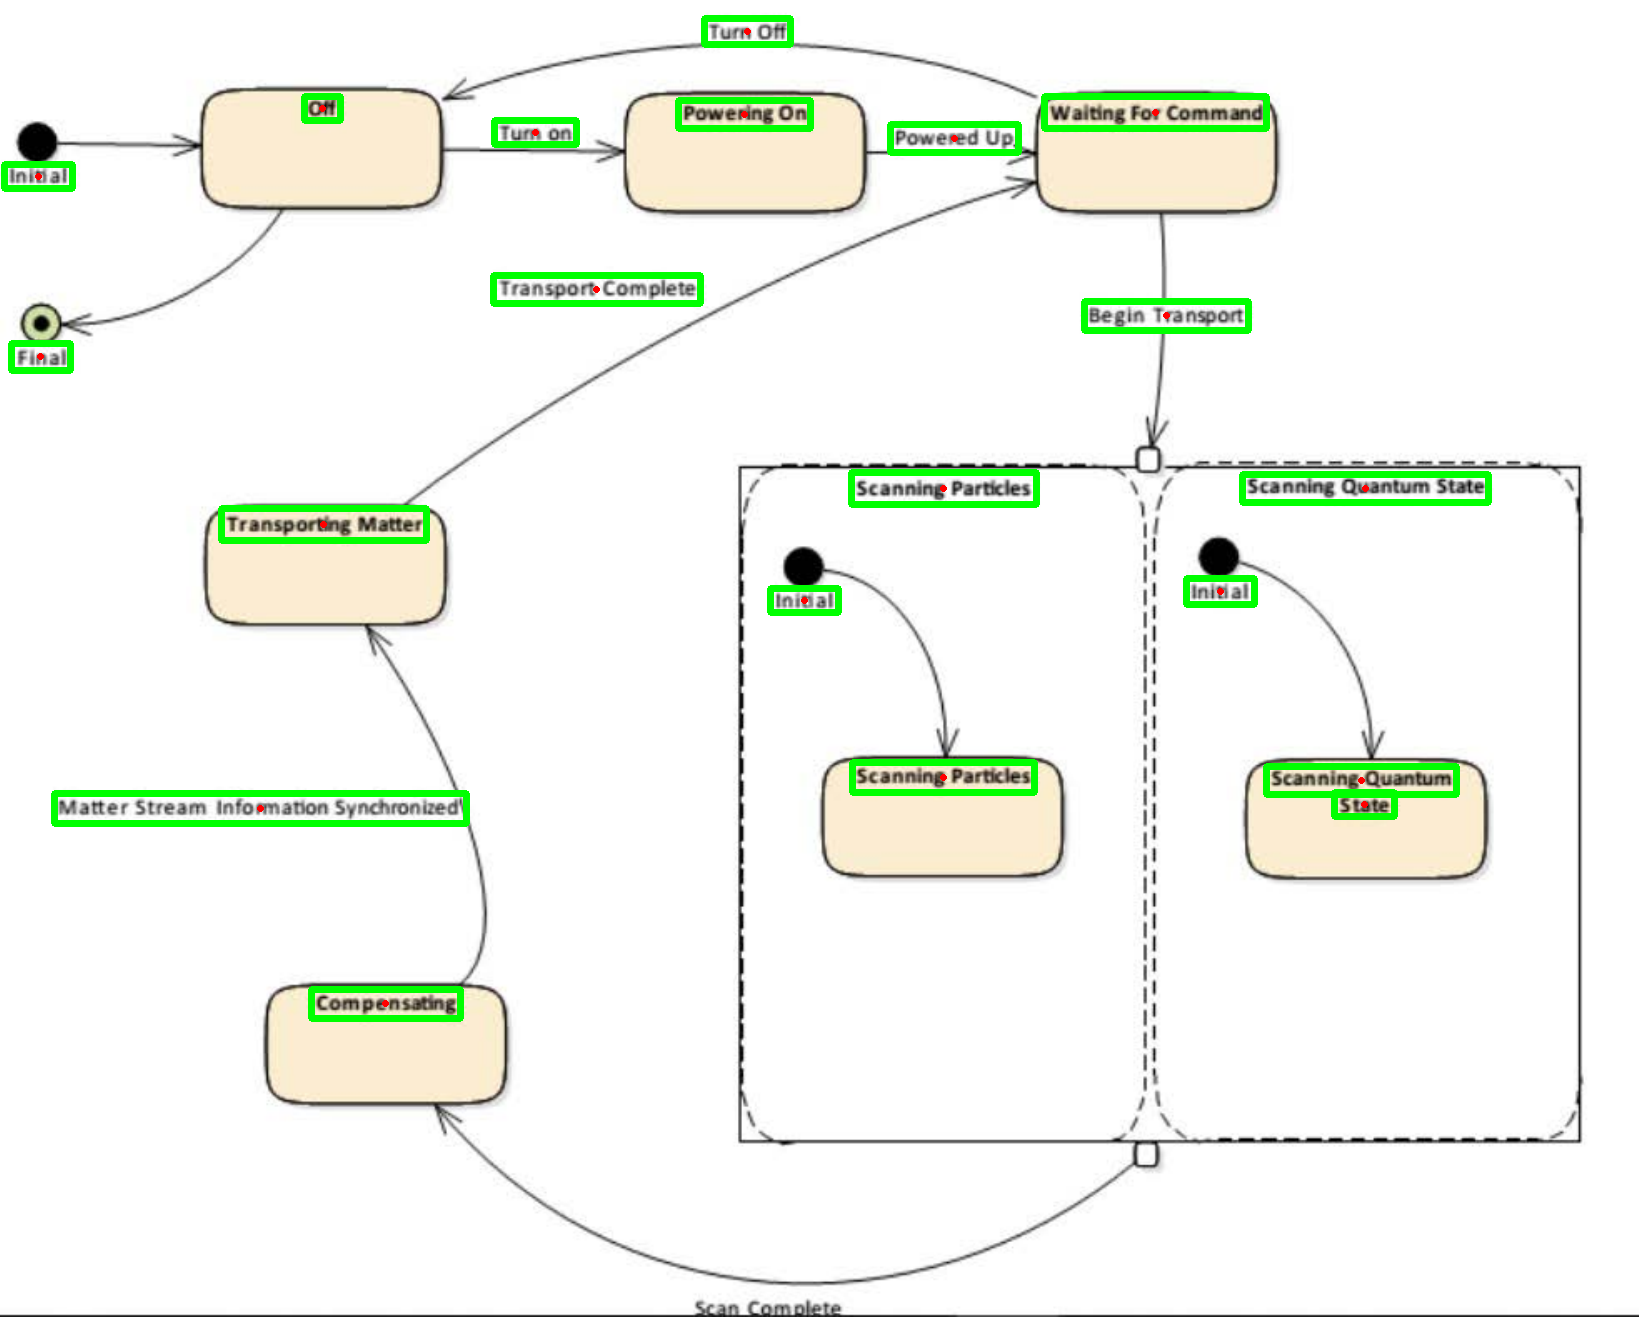 Turn Off
Off
Powering On
Waiting For Command
Turn on
Powered Up
Initial
Transport Complete
Begin Transport
Final
Scanning Particles
Scanning Quantum State
Transporting Matter
Initial
Initial
Scanning Particles
Scanning Quantum
State
Matter Stream Information Synchronized
Compensating
Scan Complete